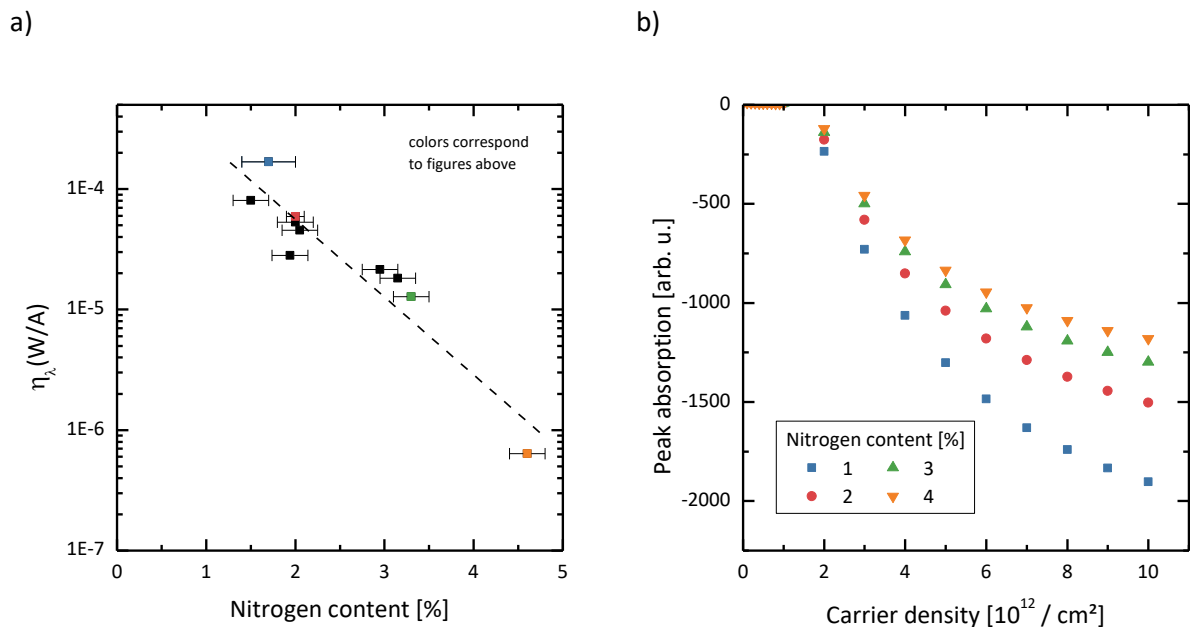 a)
colors correspond
to figures above
1E-4
1E-5
1E-6
1E-7
η_λ(W/A)
0 1 2 3 4 5
Nitrogen content [%]
b)
0
-500
-1000
-1500
-2000
Peak absorption [arb. u.]
Nitrogen content [%]
1 3
2 4
0 2 4 6 8 10
Carrier density [10¹² / cm²]